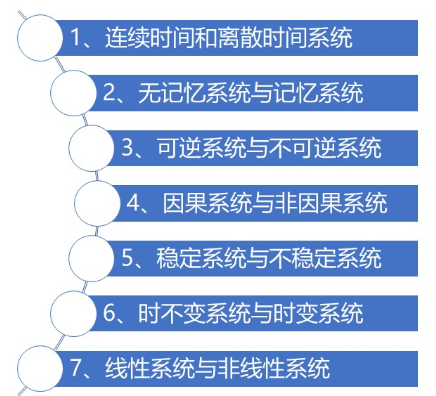 1、连续时间和离散时间系统
2、无记忆系统与记忆系统
3、可逆系统与不可逆系统
4、因果系统与非因果系统
5、稳定系统与不稳定系统
6、时不变系统与时变系统
7、线性系统与非线性系统